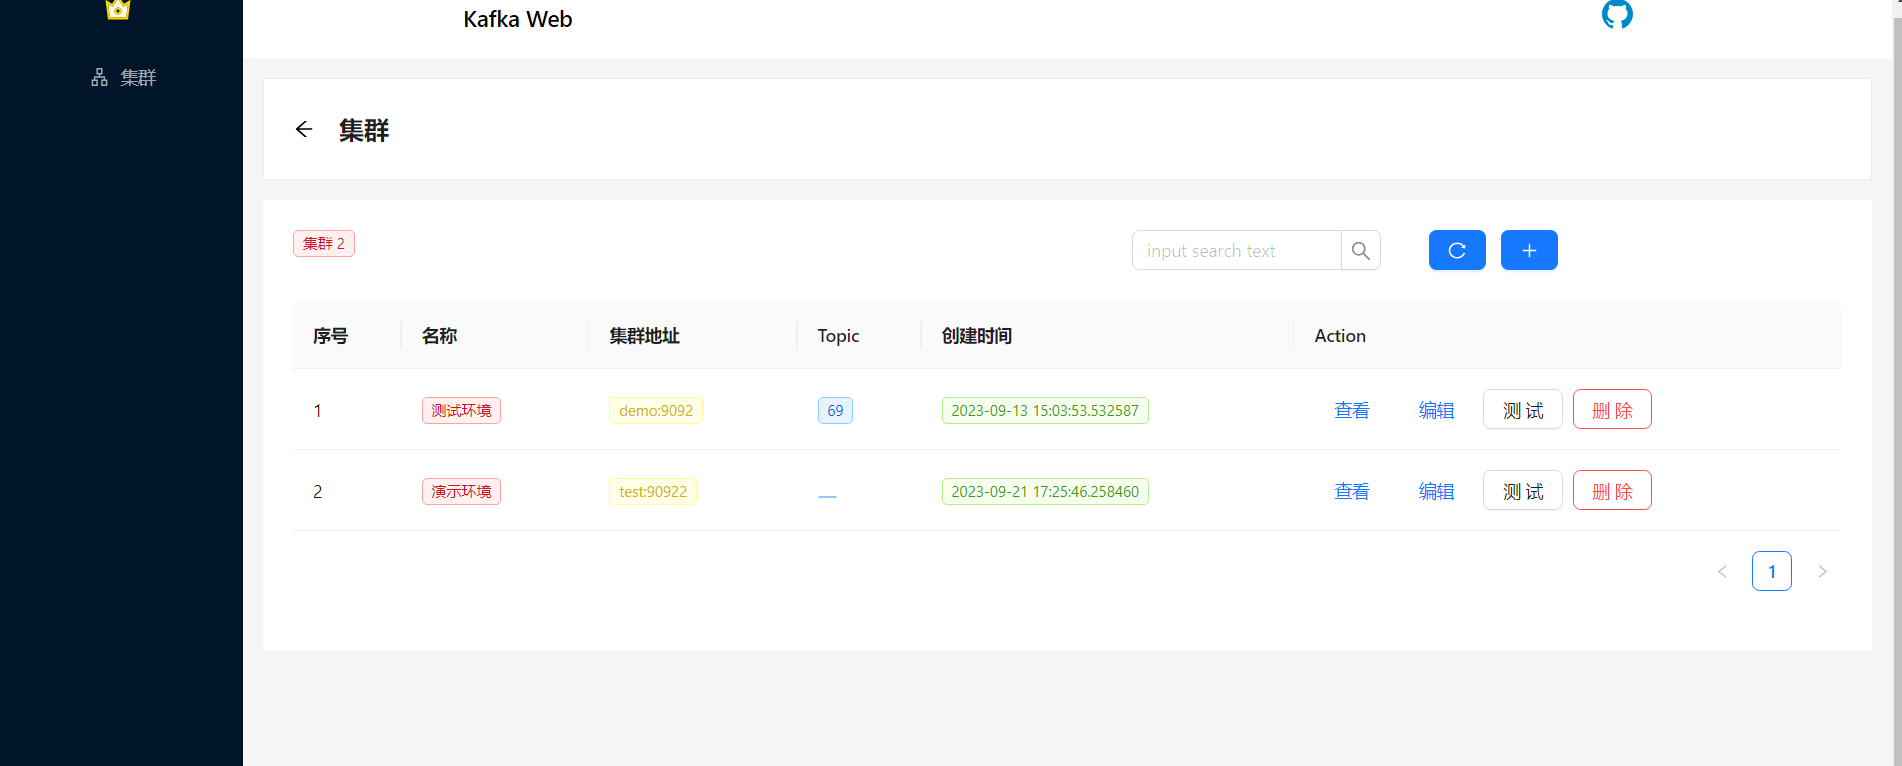 Kafka Web
集群
集群
集群 2
input search text
序号 名称 集群地址 Topic 创建时间 Action
1 测试环境 demo:9092 69 2023-09-13 15:03:53.532587 查看 编辑 测 试 删 除
2 演示环境 test:90922 — 2023-09-21 17:25:46.258460 查看 编辑 测 试 删 除
< 1 >